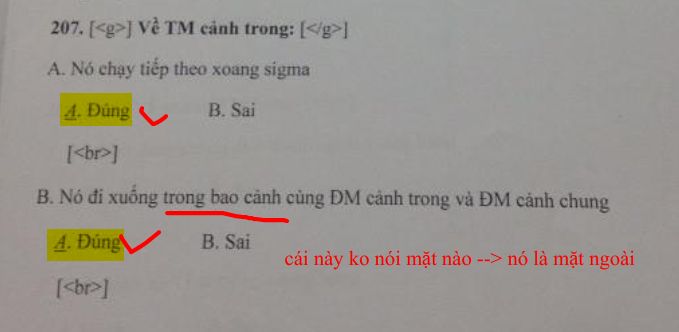 207. [<g>] Về TM cảnh trong: [</g>]
A. Nó chạy tiếp theo xoang sigma
A. Đúng B. Sai
[<br>]
B. Nó đi xuống trong bao cảnh cùng ĐM cảnh trong và ĐM cảnh chung
A. Đúng B. Sai
cái này ko nói mặt nào --> nó là mặt ngoài
[<br>]